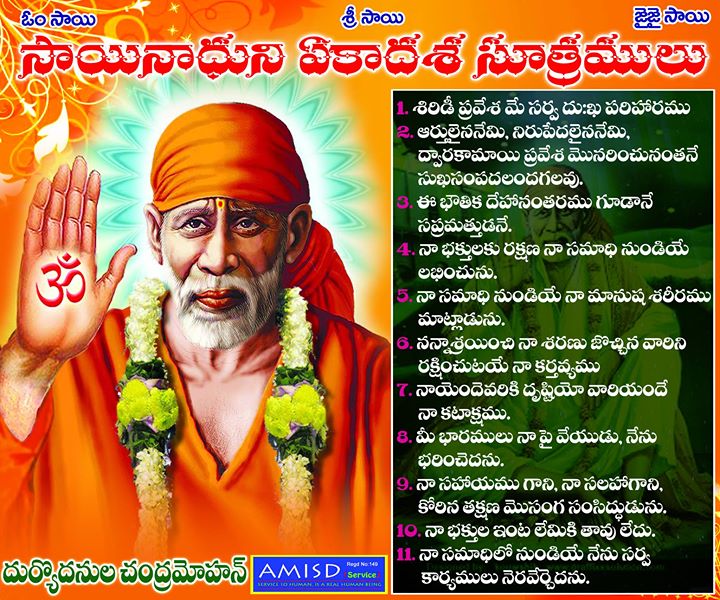 ఓం సాయి
శ్రీ సాయి
జైజై సాయి
సాయినాధుని ఏకాదశ సూత్రములు
1. శిరిడీ ప్రవేశ మే సర్వ దు:ఖ పరిహారము
2. ఆర్తులైననేమి, నిరుపేదలైననేమి,
ద్వారకామాయి ప్రవేశ మొనరించునంతనే
సుఖసంపదలందగలవు.
3. ఈ భౌతిక దేహానంతరము గూడానే
నప్రమత్తుడనే.
4. నా భక్తులకు రక్షణ నా సమాధి నుండియే
లభించును.
5. నా సమాధి నుండియే నా మానుష శరీరము
మాట్లాడును.
6. నన్నాశ్రయించి నా శరణు జొచ్చిన వారిని
రక్షించుటయే నా కర్తవ్యము
7. నాయెందెవరికి దృష్టియో వారియందే
నా కటాక్షము.
8. మీ భారములు నా పై వేయుడు, నేను
భరించెదను.
9. నా సహాయము గాని, నా సలహాగాని,
కోరిన తక్షణ మొసంగ సంసిద్ధుడును.
10. నా భక్తుల ఇంట లేమికి తావు లేదు.
11. నా సమాధిలో నుండియే నేను సర్వ
కార్యములు నెరవేర్చెదను.
ॐ
దుర్యోదనుల చంద్రమోహన్
AMISD
Regd No:149
Service
SERVICE TO HUMAN, IS A REAL HUMAN BEING